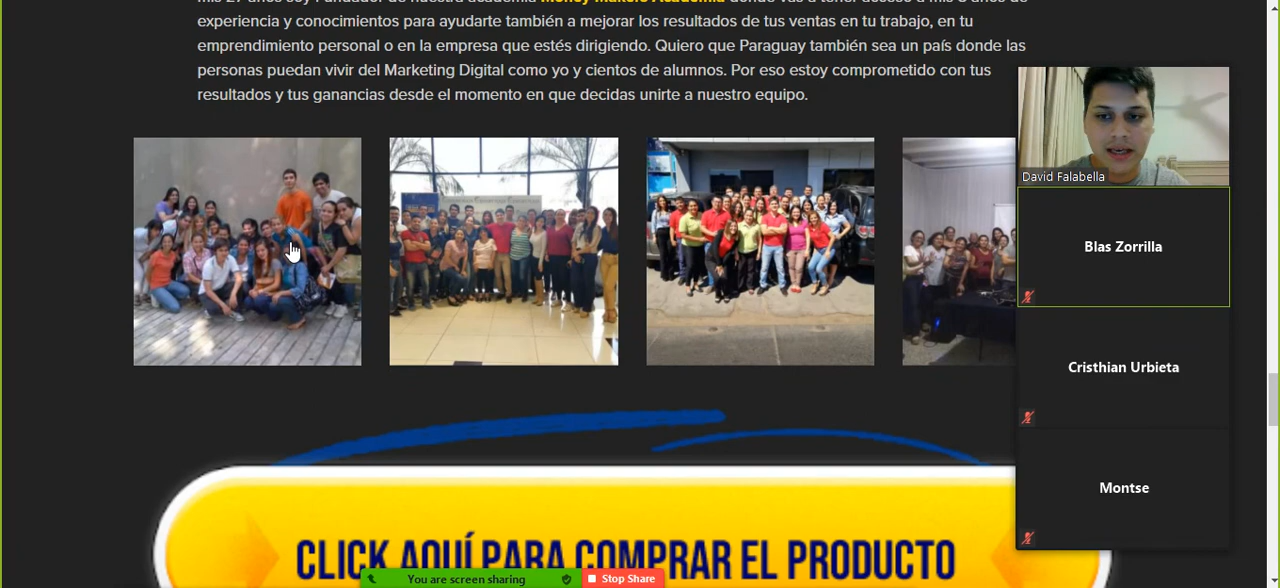 experiencia y conocimientos para ayudarte también a mejorar los resultados de tus ventas en tu trabajo, en tu
emprendimiento personal o en la empresa que estés dirigiendo. Quiero que Paraguay también sea un país donde las
personas puedan vivir del Marketing Digital como yo y cientos de alumnos. Por eso estoy comprometido con tus
resultados y tus ganancias desde el momento en que decidas unirte a nuestro equipo.
David Falabella
Blas Zorrilla
Cristhian Urbieta
Montse
CLICK AQUÍ PARA COMPRAR EL PRODUCTO
You are screen sharing
Stop Share